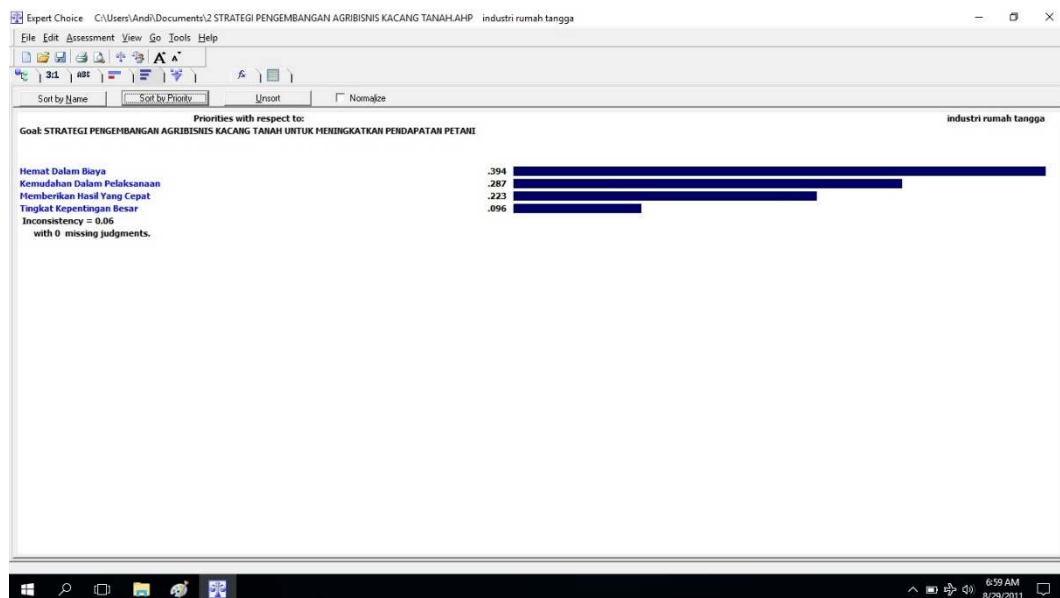 Expert Choice C:\Users\Andi\Documents\2 STRATEGI PENGEMBANGAN AGRIBISNIS KACANG TANAH.AHP industri rumah tangga
File Edit Assessment View Go Tools Help
3:1 ABC
Sort by Name Sort by Priority Unsort Normalize
Priorities with respect to: industri rumah tangga
Goal: STRATEGI PENGEMBANGAN AGRIBISNIS KACANG TANAH UNTUK MENINGKATKAN PENDAPATAN PETANI
Hemat Dalam Biaya .394
Kemudahan Dalam Pelaksanaan .287
Memberikan Hasil Yang Cepat .223
Tingkat Kepentingan Besar .096
Inconsistency = 0.06
with 0 missing judgments.
6:59 AM
8/29/2011